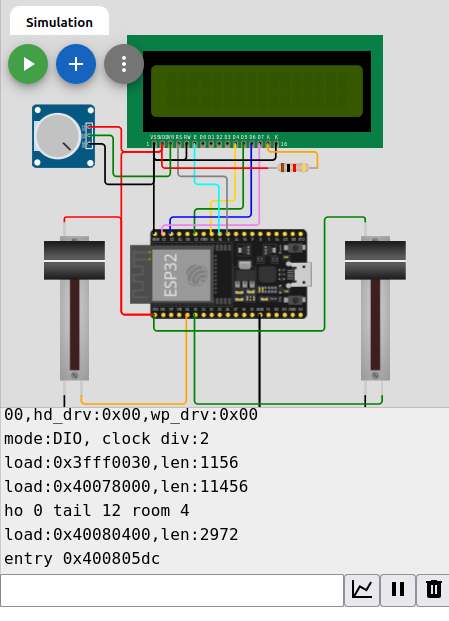 Simulation
VSS VDD V0 RS RW E D0 D1 D2 D3 D4 D5 D6 D7 A K
1 16
ESP32
00,hd_drv:0x00,wp_drv:0x00
mode:DIO, clock div:2
load:0x3fff0030,len:1156
load:0x40078000,len:11456
ho 0 tail 12 room 4
load:0x40080400,len:2972
entry 0x400805dc